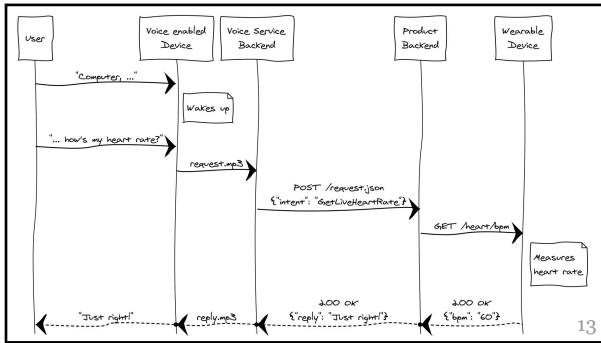 User
Voice enabled
Device
Voice Service
Backend
Product
Backend
Wearable
Device
"Computer, ..."
Wakes up
"... how's my heart rate?"
request.mp3
POST /request.json
{"intent": "GetLiveHeartRate"}
GET /heart/bpm
Measures
heart rate
200 OK
{"bpm": "60"}
200 OK
{"reply": "Just right!"}
reply.mp3
"Just right!"
13